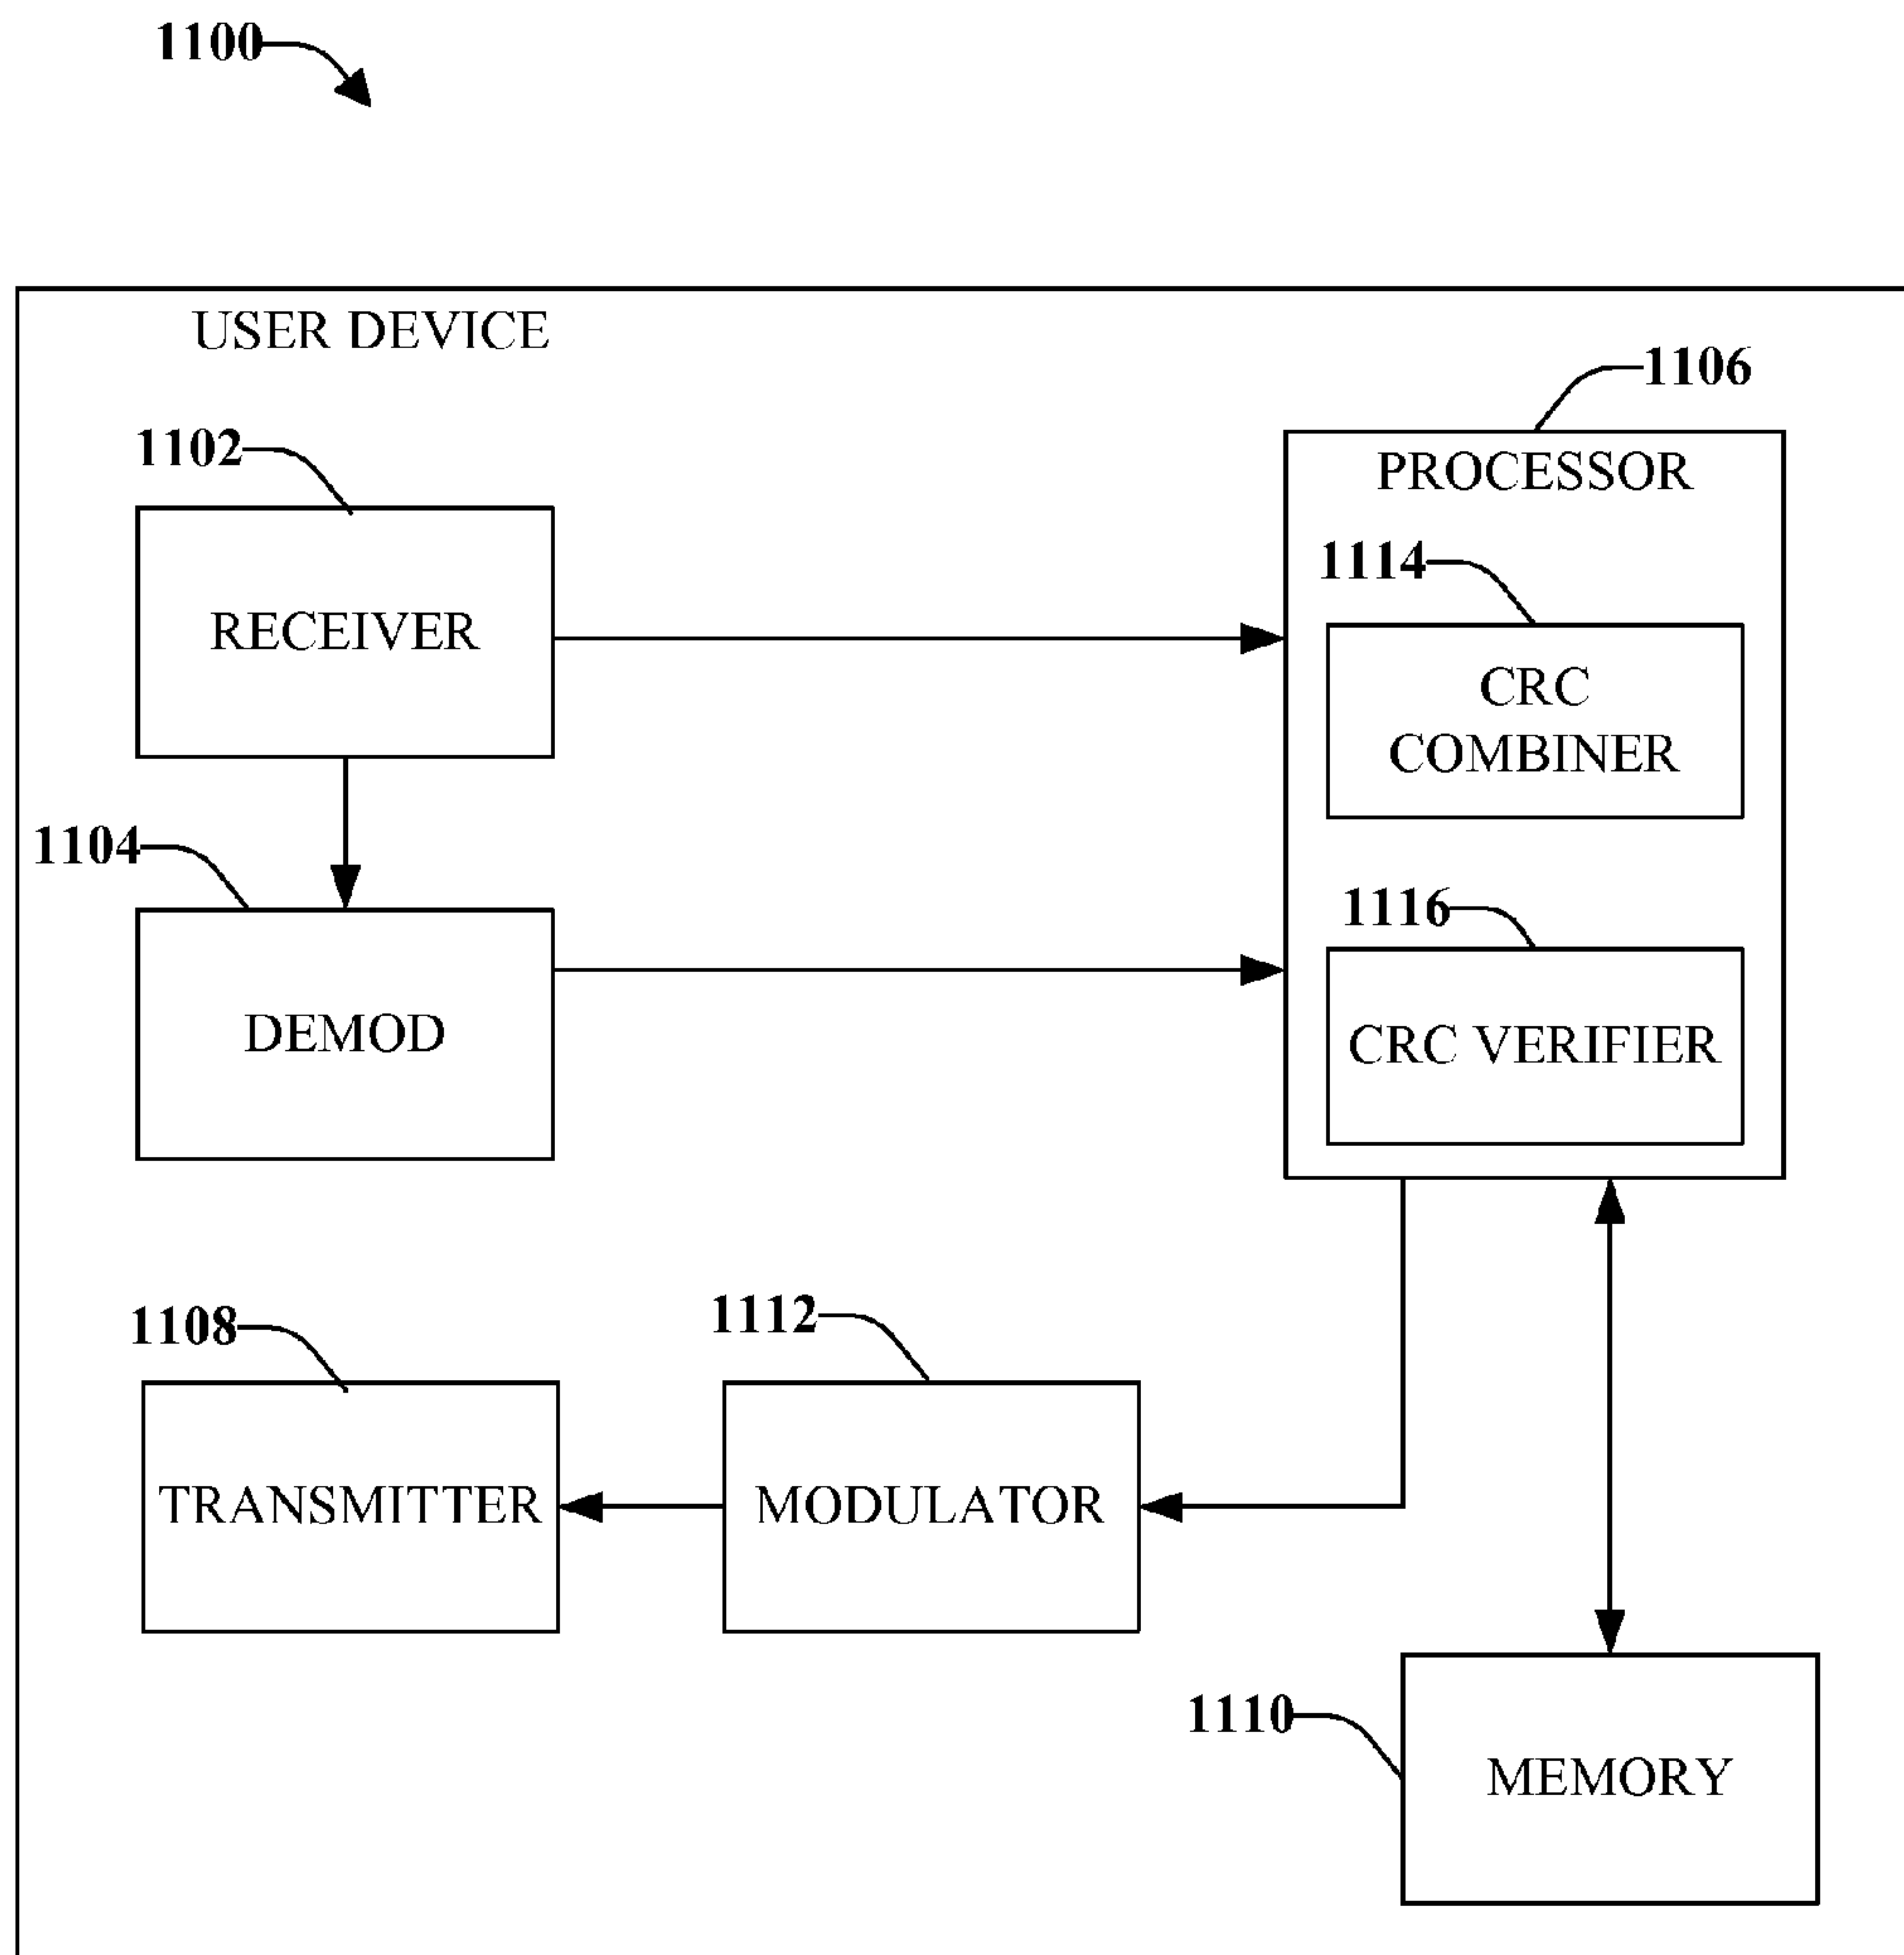 1100
USER DEVICE
1106
PROCESSOR
1102
RECEIVER
1114
CRC
COMBINER
1104
DEMOD
1116
CRC VERIFIER
1108
TRANSMITTER
1112
MODULATOR
1110
MEMORY